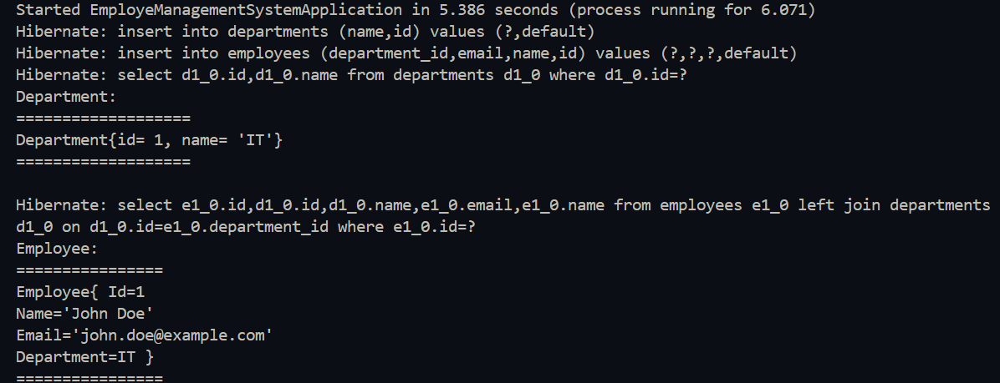 Started EmployeManagementSystemApplication in 5.386 seconds (process running for 6.071)
Hibernate: insert into departments (name,id) values (?,default)
Hibernate: insert into employees (department_id,email,name,id) values (?,?,?,default)
Hibernate: select d1_0.id,d1_0.name from departments d1_0 where d1_0.id=?
Department:
===================
Department{id= 1, name= 'IT'}
===================
Hibernate: select e1_0.id,d1_0.id,d1_0.name,e1_0.email,e1_0.name from employees e1_0 left join departments
d1_0 on d1_0.id=e1_0.department_id where e1_0.id=?
Employee:
================
Employee{ Id=1
Name='John Doe'
Email='john.doe@example.com'
Department=IT }
================